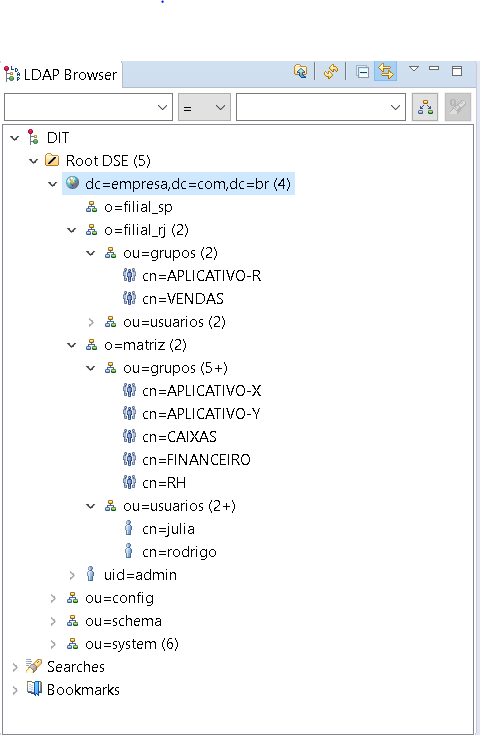 LDAP Browser
=
DIT
Root DSE (5)
dc=empresa,dc=com,dc=br (4)
o=filial_sp
o=filial_rj (2)
ou=grupos (2)
cn=APLICATIVO-R
cn=VENDAS
ou=usuarios (2)
o=matriz (2)
ou=grupos (5+)
cn=APLICATIVO-X
cn=APLICATIVO-Y
cn=CAIXAS
cn=FINANCEIRO
cn=RH
ou=usuarios (2+)
cn=julia
cn=rodrigo
uid=admin
ou=config
ou=schema
ou=system (6)
Searches
Bookmarks